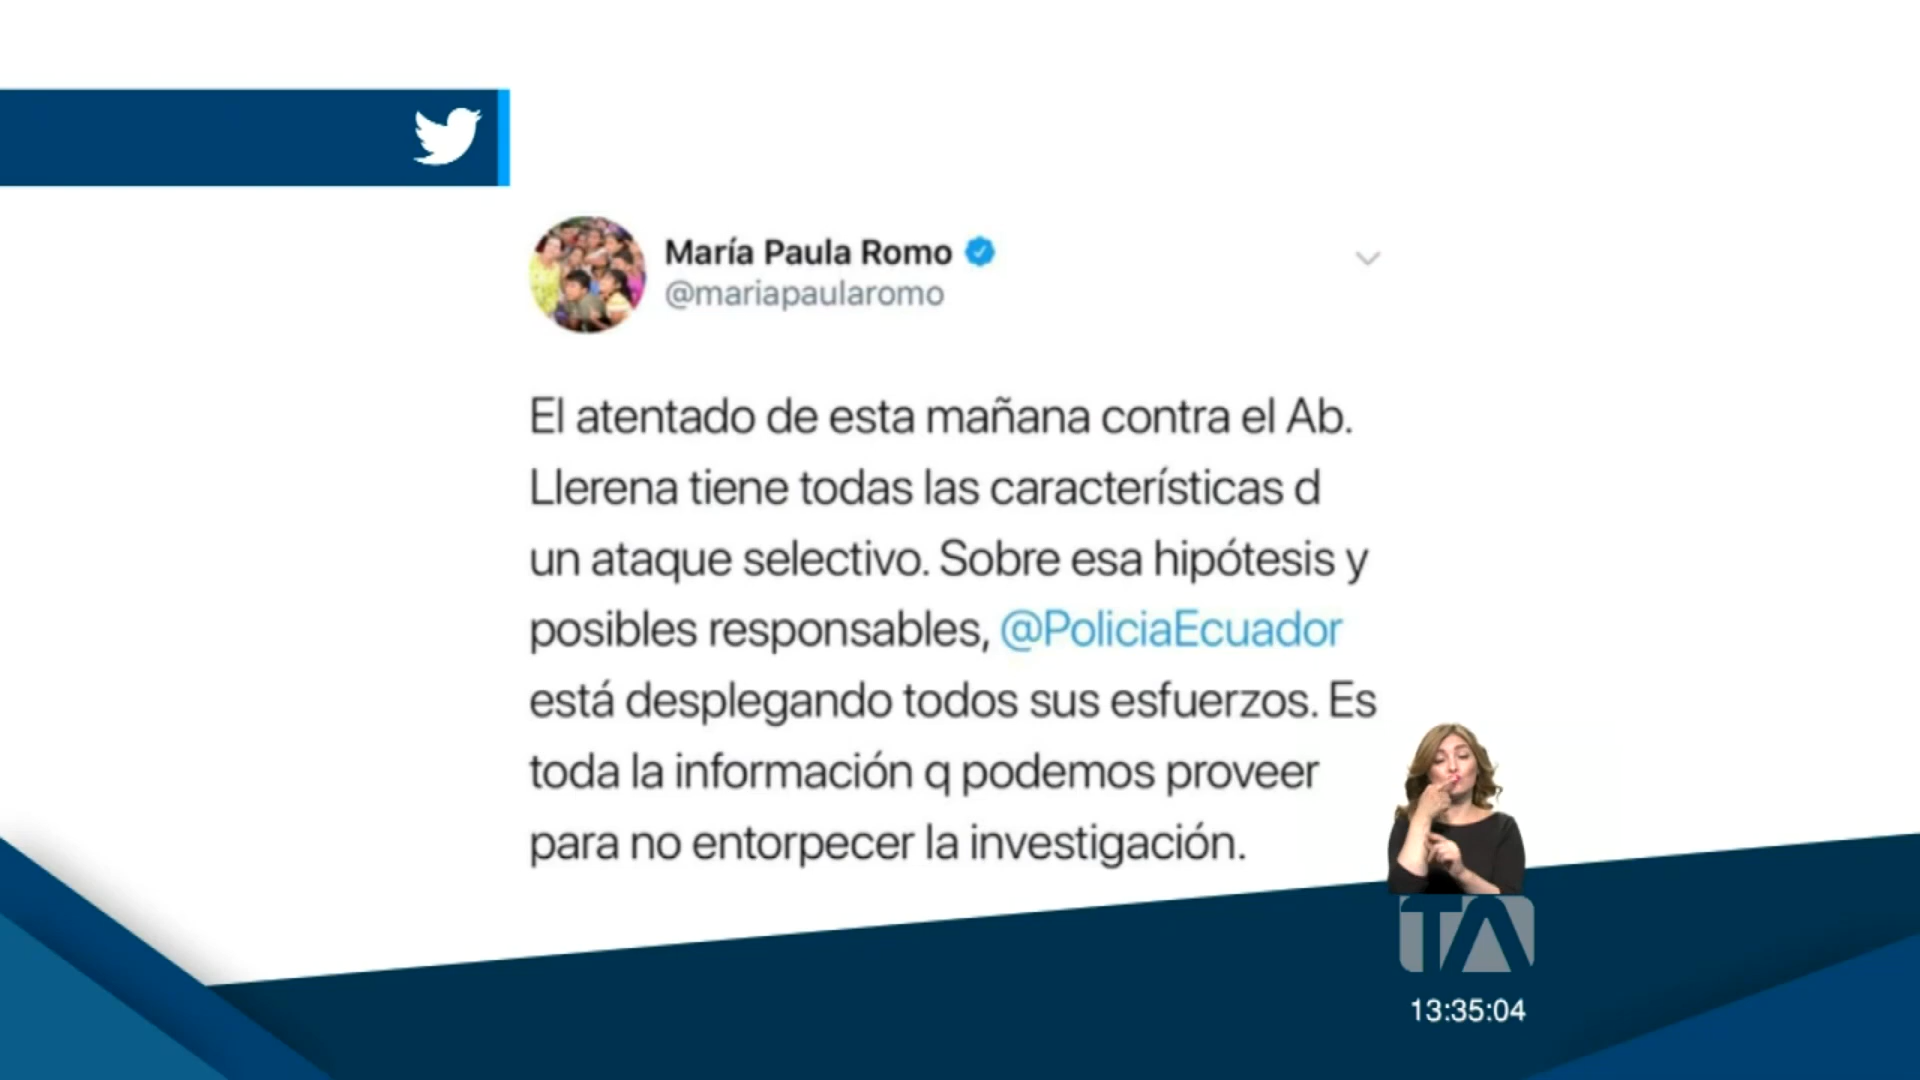 María Paula Romo
@mariapaularomo
El atentado de esta mañana contra el Ab.
Llerena tiene todas las características d
un ataque selectivo. Sobre esa hipótesis y
posibles responsables, @PoliciaEcuador
está desplegando todos sus esfuerzos. Es
toda la información q podemos proveer
para no entorpecer la investigación.
TA
13:35:04